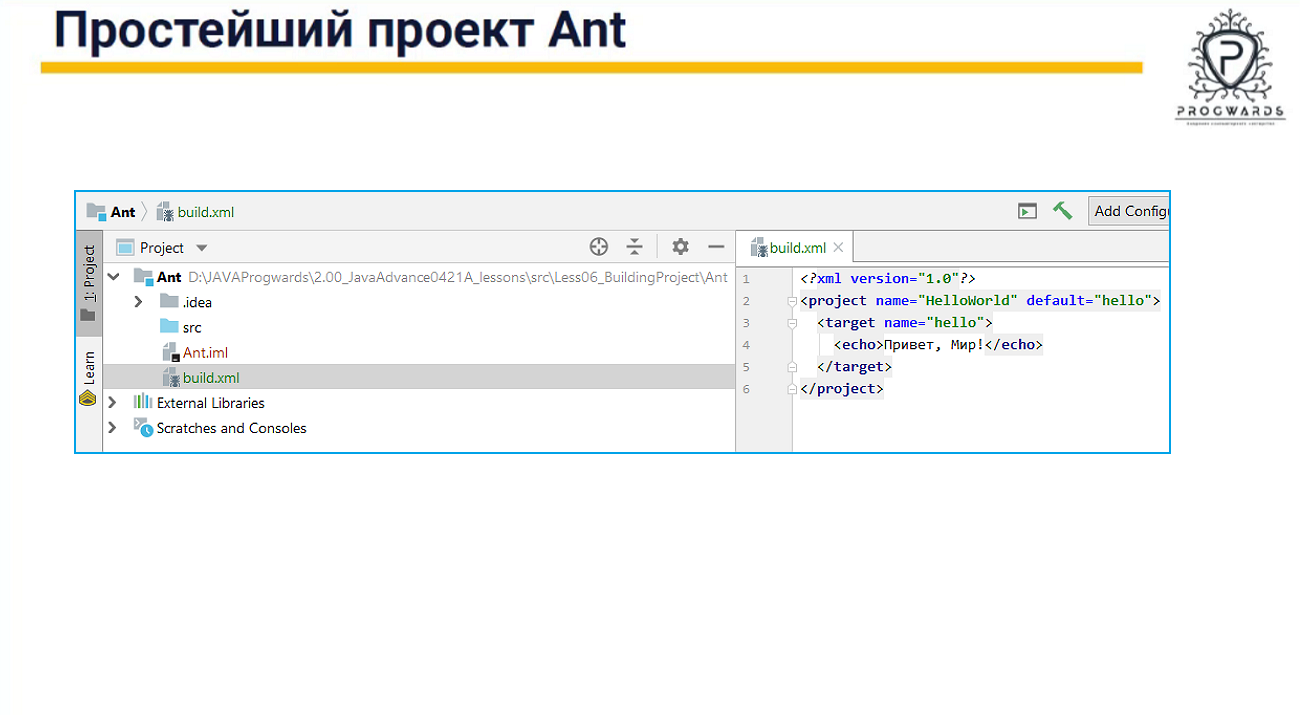 Простейший проект Ant
PROGWARDS
Ant build.xml
Add Config
1: Project
Learn
Project
Ant D:\JAVAProgwards\2.00_JavaAdvance0421A_lessons\src\Less06_BuildingProject\Ant
.idea
src
Ant.iml
build.xml
External Libraries
Scratches and Consoles
build.xml
1 <?xml version="1.0"?>
2 <project name="HelloWorld" default="hello">
3 <target name="hello">
4 <echo>Привет, Мир!</echo>
5 </target>
6 </project>